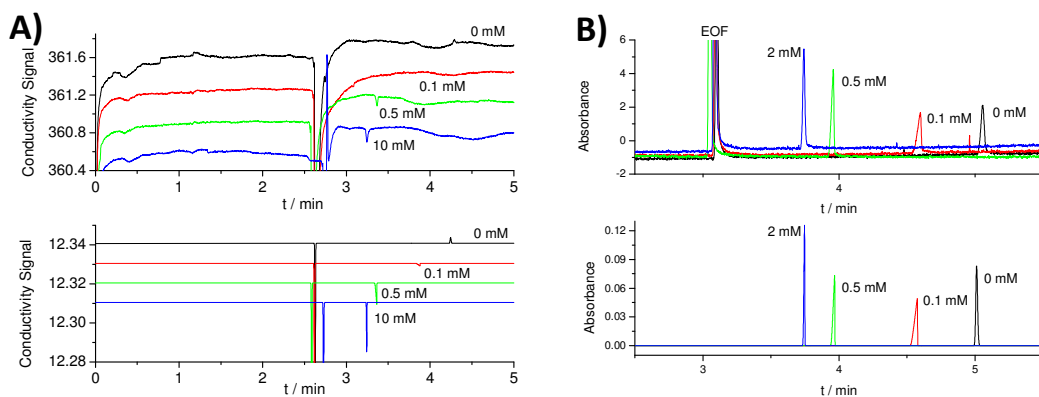 A)
Conductivity Signal
361.6
361.2
360.8
360.4
0 mM
0.1 mM
0.5 mM
10 mM
0 1 2 3 4 5
t / min
Conductivity Signal
12.34
12.32
12.30
12.28
0 mM
0.1 mM
0.5 mM
10 mM
0 1 2 3 4 5
t / min
B)
Absorbance
6
4
2
0
-2
EOF
2 mM
0.5 mM
0.1 mM
0 mM
4 5
t / min
Absorbance
0.12
0.09
0.06
0.03
0.00
2 mM
0.5 mM
0.1 mM
0 mM
3 4 5
t / min